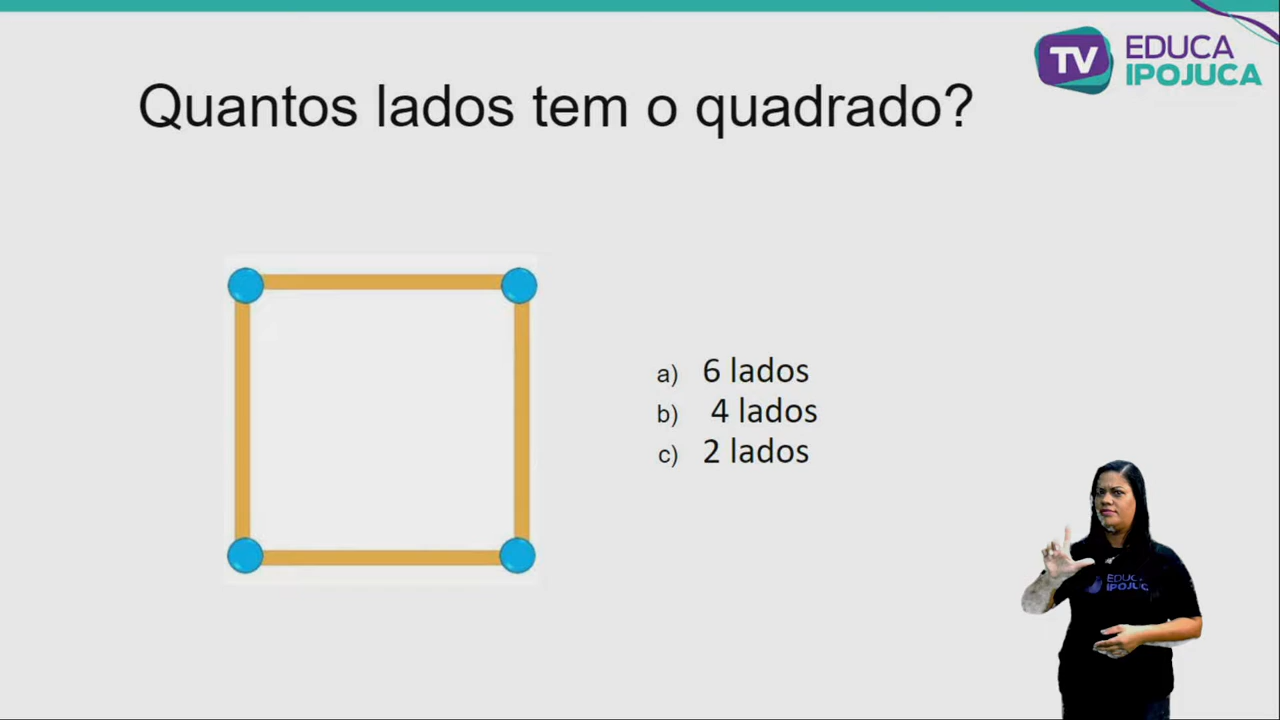 TV EDUCA
IPOJUCA
Quantos lados tem o quadrado?
a) 6 lados
b) 4 lados
c) 2 lados